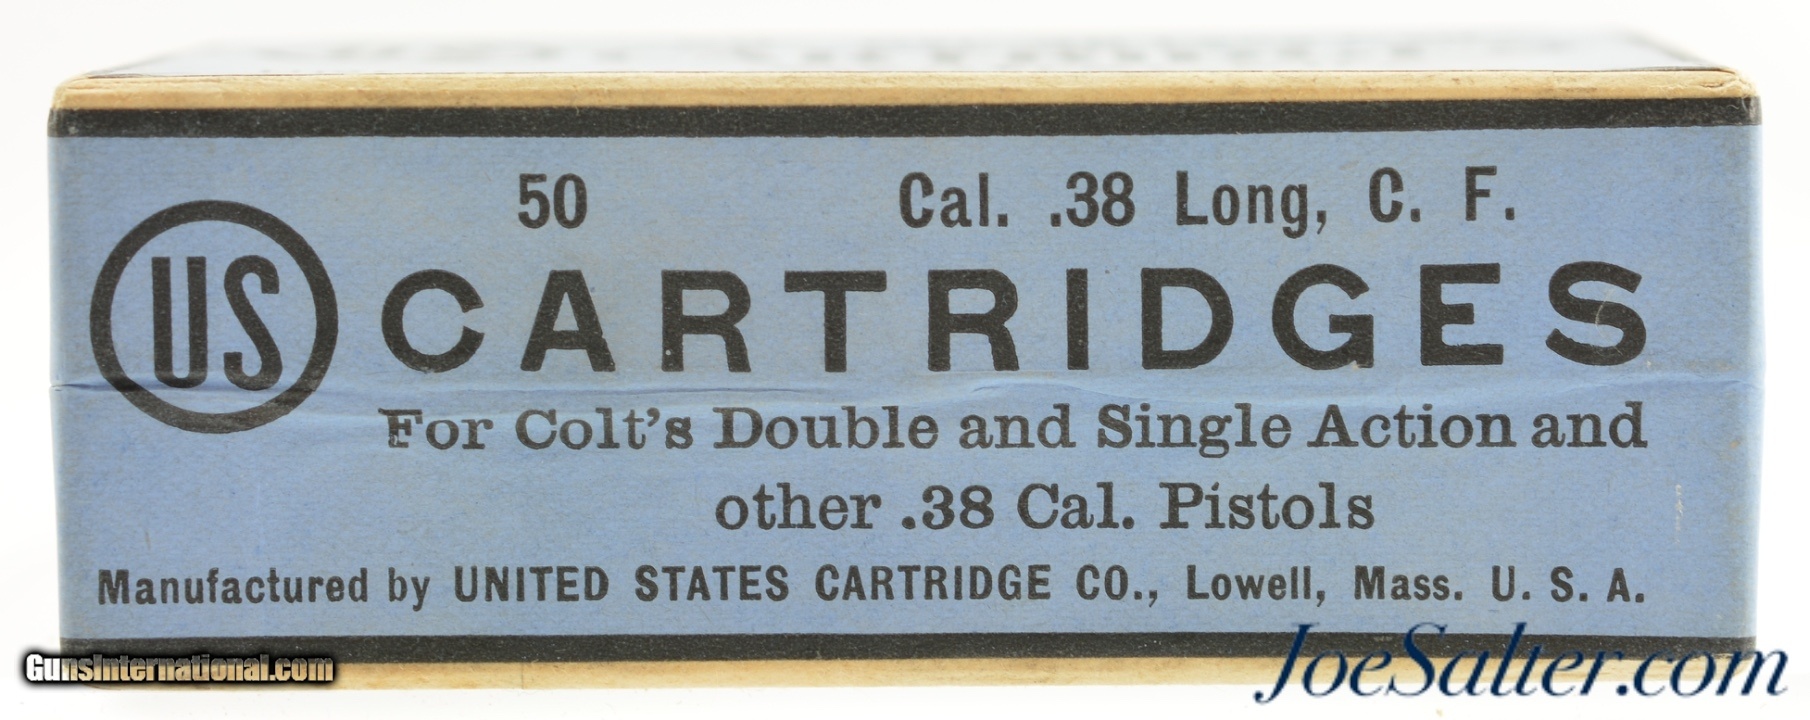 50 Cal. .38 Long, C. F.
US CARTRIDGES
For Colt's Double and Single Action and
other .38 Cal. Pistols
Manufactured by UNITED STATES CARTRIDGE CO., Lowell, Mass. U. S. A.
GunsInternational.com
JoeSalter.com